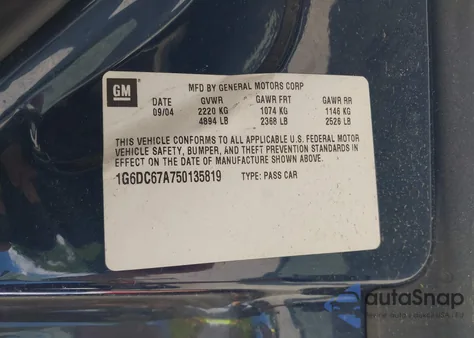 GM
MFD BY GENERAL MOTORS CORP
DATE GVWR GAWR FRT GAWR RR
09/04 2220 KG 1074 KG 1146 KG
4894 LB 2368 LB 2526 LB
THIS VEHICLE CONFORMS TO ALL APPLICABLE U.S. FEDERAL MOTOR
VEHICLE SAFETY, BUMPER, AND THEFT PREVENTION STANDARDS IN
EFFECT ON THE DATE OF MANUFACTURE SHOWN ABOVE.
1G6DC67A750135819 TYPE: PASS CAR
autoSnap